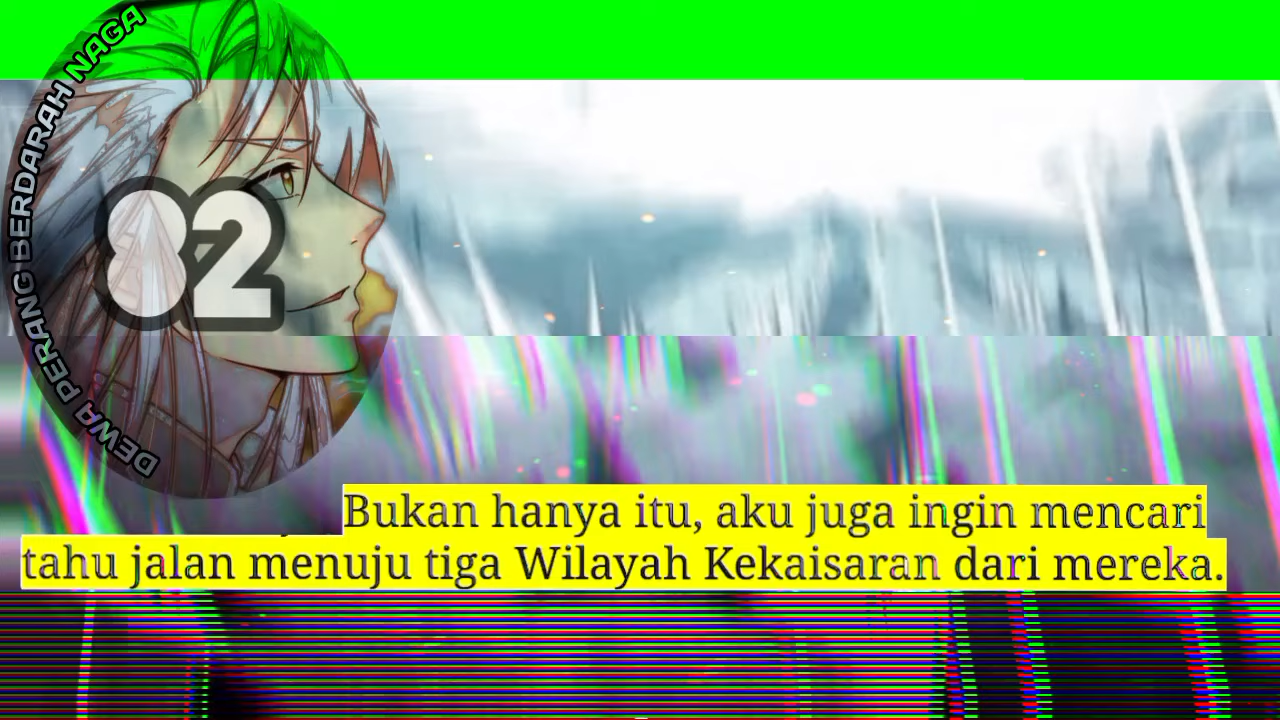 DEWA PERANG BERDARAH NAGA
82
Bukan hanya itu, aku juga ingin mencari
tahu jalan menuju tiga Wilayah Kekaisaran dari mereka.